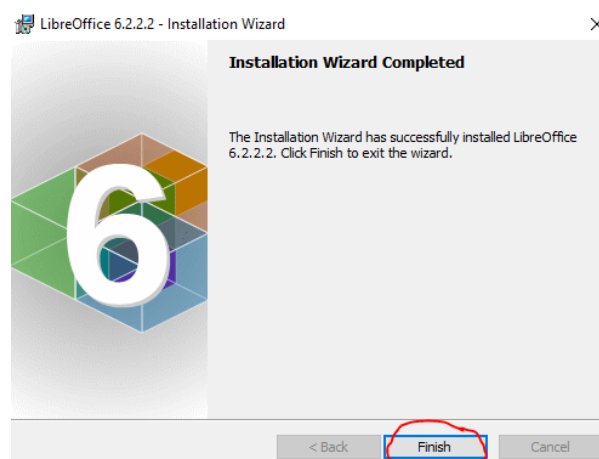 LibreOffice 6.2.2.2 - Installation Wizard
Installation Wizard Completed
The Installation Wizard has successfully installed LibreOffice
6.2.2.2. Click Finish to exit the wizard.
6
< Back Finish Cancel